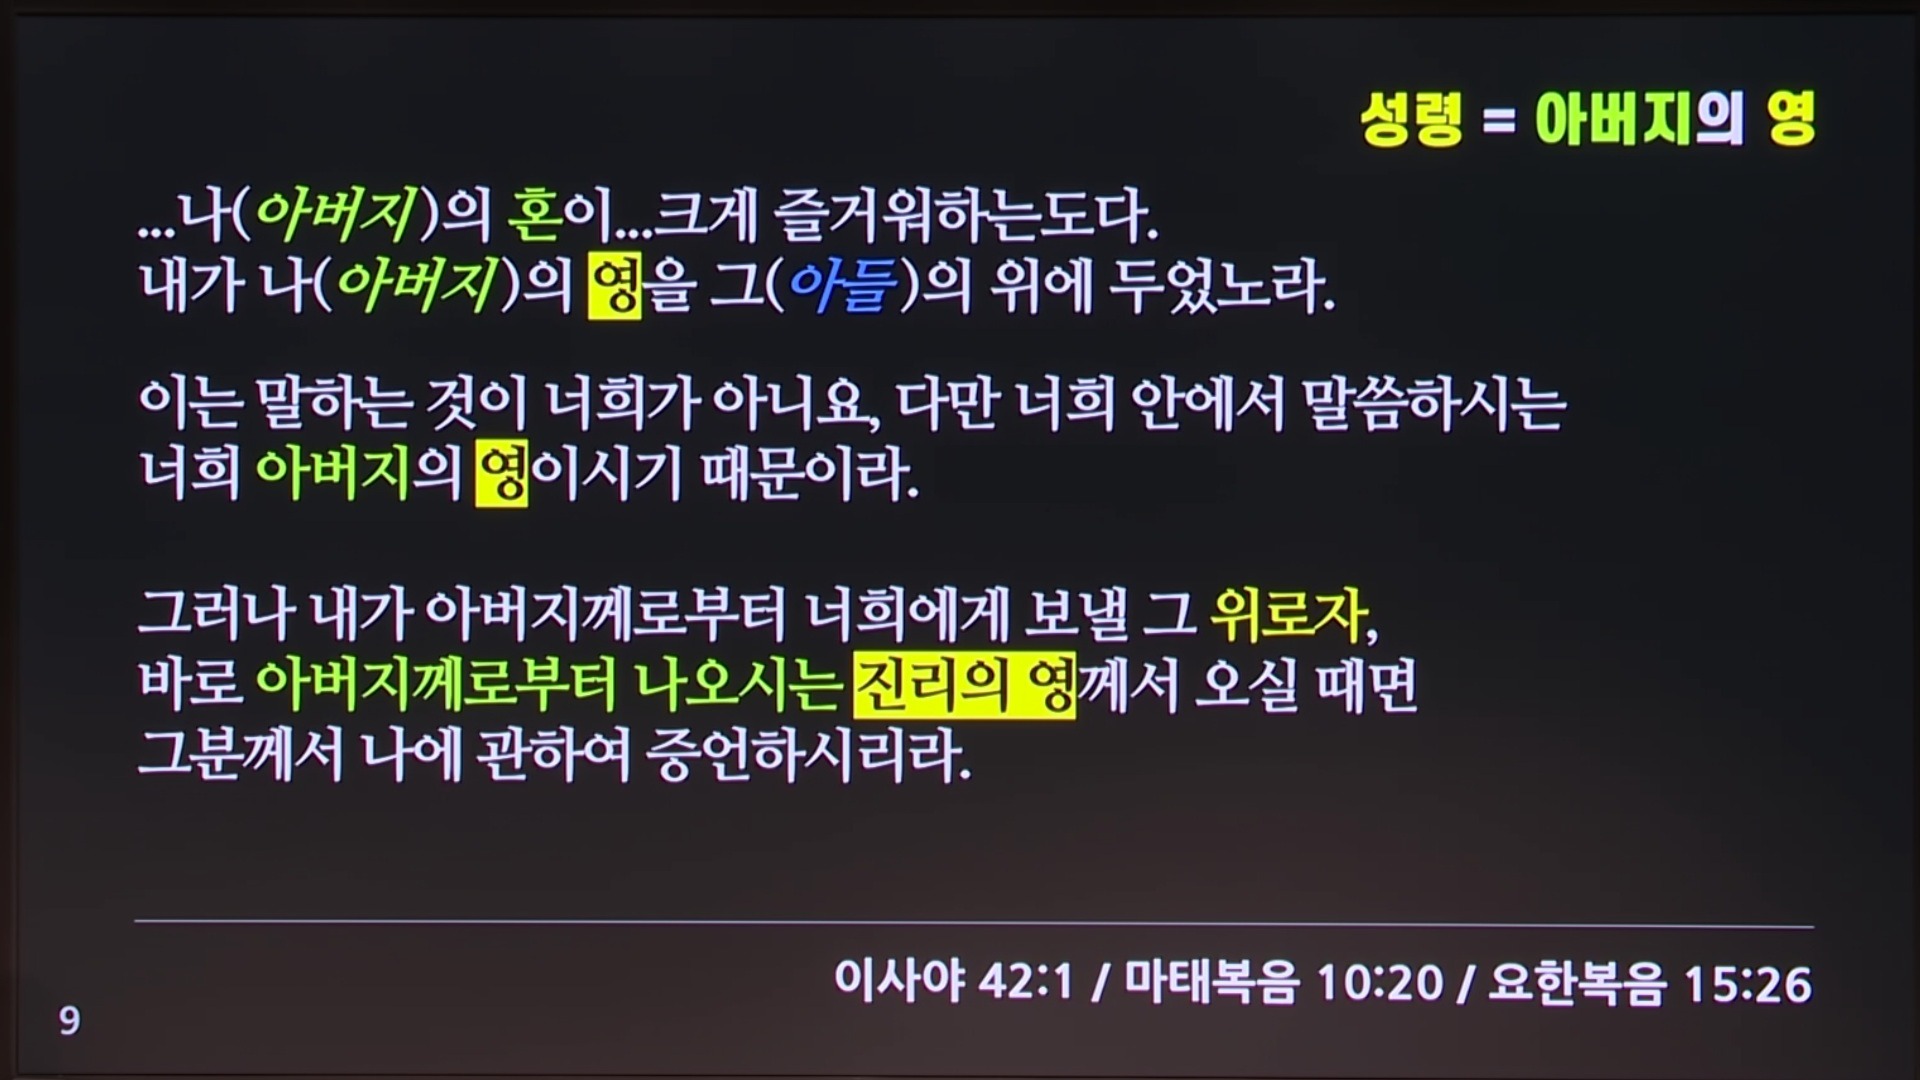 성령 = 아버지의 영
...나(아버지)의 혼이...크게 즐거워하는도다.
내가 나(아버지)의 영을 그(아들)의 위에 두었노라.
이는 말하는 것이 너희가 아니요, 다만 너희 안에서 말씀하시는
너희 아버지의 영이시기 때문이라.
그러나 내가 아버지께로부터 너희에게 보낼 그 위로자,
바로 아버지께로부터 나오시는 진리의 영께서 오실 때면
그분께서 나에 관하여 증언하시리라.
이사야 42:1 / 마태복음 10:20 / 요한복음 15:26
9